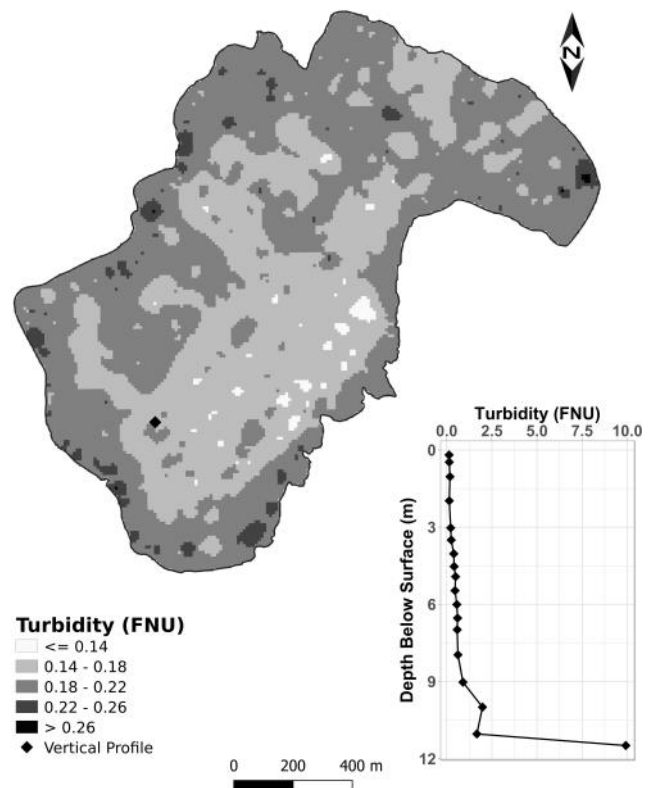 N
Turbidity (FNU)
0.0 2.5 5.0 7.5 10.0
0
3
6
9
12
Depth Below Surface (m)
Turbidity (FNU)
<= 0.14
0.14 - 0.18
0.18 - 0.22
0.22 - 0.26
> 0.26
Vertical Profile
0 200 400 m